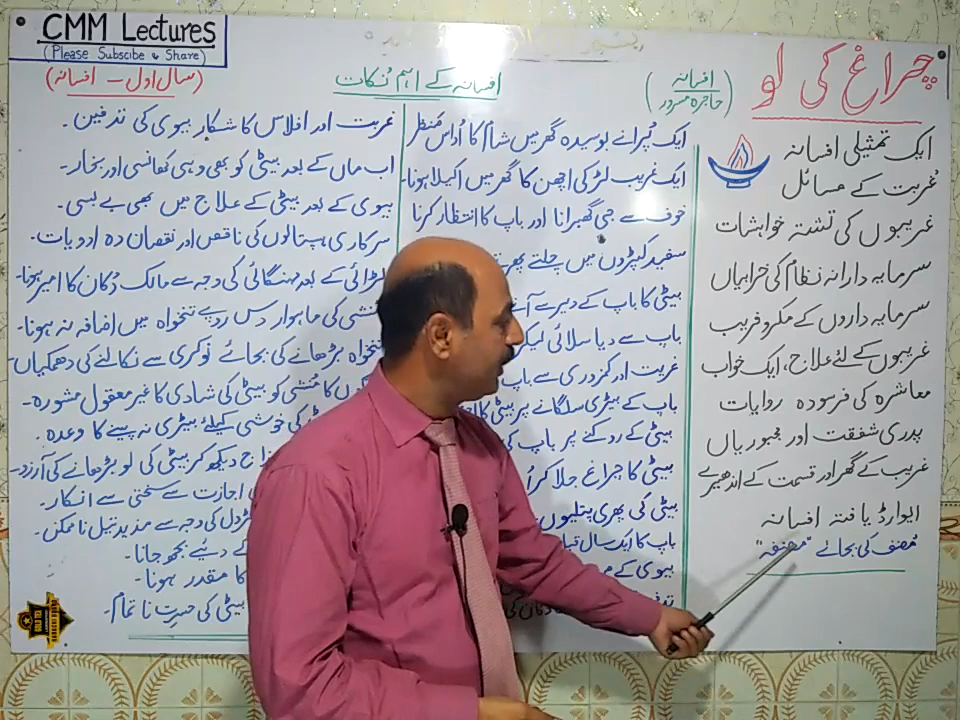 CMM Lectures
(Please Subscibe & Share)
چراغ کی لو
(افسانہ
حاجرہ مسرور)
افسانہ کے اہم نکات
(سال اول - افسانہ)
ایک تمثیلی افسانہ
غربت کے مسائل
غریبوں کی تشنہ خواہشات
سرمایہ دارانہ نظام کی خرابیاں
سرمایہ داروں کے مکر و فریب
غریبوں کے لئے علاج، ایک خواب
معاشرہ کی فرسودہ روایات
پدری شفقت اور مجبوریاں
غریب کے گھر اور قسمت کے اندھیرے
ایوارڈ یافتہ افسانہ
مصنف کی بجائے "مصنفہ"
ایک پرانے بوسیدہ گھر میں شام کا اداس منظر
ایک غریب لڑکی اچھن کا گھر میں اکیلا ہونا۔
خوف سے جی گھبرانا اور باپ کا انتظار کرنا
سفید کپڑوں میں چلتے پھرتے
بیٹی کا باپ کے دیر سے آنے
باپ سے دیا سلائی لیکر
غربت اور کمزوری سے باپ
باپ کے بیڑی سلگانے پر بیٹی کا
بیٹی کے روکنے پر باپ کی
بیٹی کا چراغ جلا کر
بیٹی کی پھری پتلیوں
باپ کا ایک سال قبل
بیوی کے
دکان کی
غربت اور افلاس کا شکار بیوی کی تدفین۔
اب ماں کے بعد بیٹی کو بھی وہی کھانسی اور بخار۔
بیوی کے بعد بیٹی کے علاج میں بھی بے بسی۔
سرکاری ہسپتالوں کی ناقص اور نقصان دہ ادویات۔
لڑائی کے بعد مہنگائی کی وجہ سے مالک دکان کا امیر ہونا۔
منشی کی ماہوار دس روپے تنخواہ میں اضافہ نہ ہونا۔
تنخواہ بڑھانے کی بجائے نوکری سے نکالنے کی دھمکیاں
کا منشی کو بیٹی کی شادی کا غیر معقول مشورہ۔
کی خوشی کیلئے بیڑی نہ پینے کا وعدہ۔
دیکھ کر بیٹی کی لو بڑھانے کی آرزو۔
اجازت سے سختی سے انکار۔
کی وجہ سے مزید تیل ناممکن۔
کے دیئے بجھ جانا۔
کا مقدر ہونا۔
بیٹی کی حسرت ناتمام۔